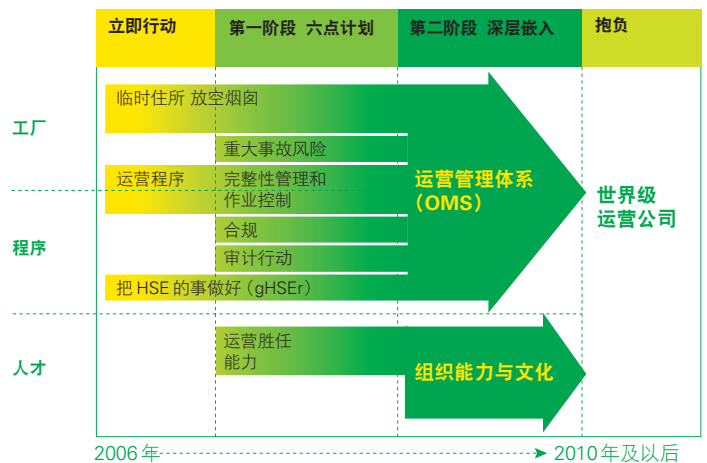 立即行动
第一阶段 六点计划
第二阶段 深层嵌入
抱负
工厂
临时住所 放空烟囱
重大事故风险
运营程序
完整性管理和
作业控制
运营管理体系
（OMS）
世界级
运营公司
程序
合规
审计行动
把 HSE 的事做好（gHSEr）
人才
运营胜任
能力
组织能力与文化
2006 年
2010 年及以后